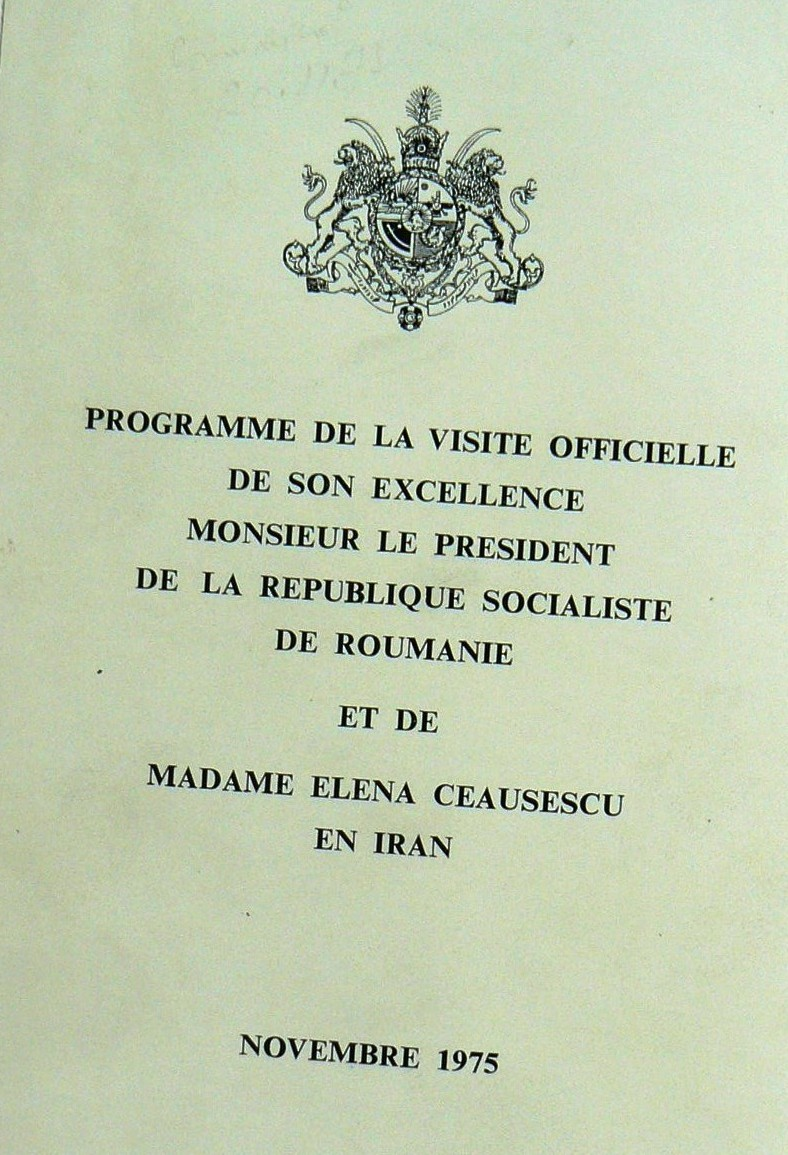 PROGRAMME DE LA VISITE OFFICIELLE
DE SON EXCELLENCE
MONSIEUR LE PRESIDENT
DE LA REPUBLIQUE SOCIALISTE
DE ROUMANIE
ET DE
MADAME ELENA CEAUSESCU
EN IRAN
NOVEMBRE 1975